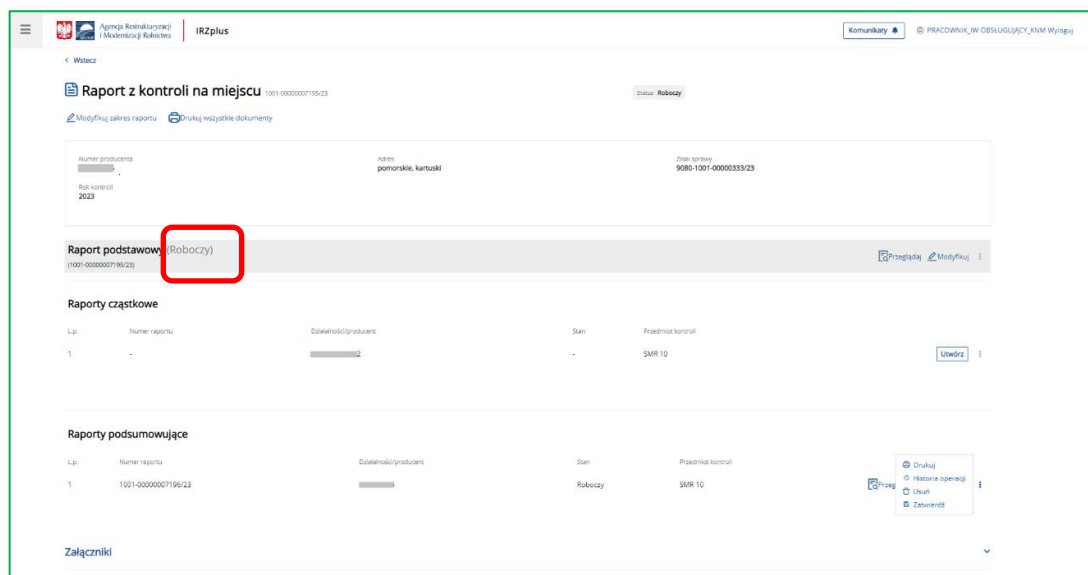 Agencja Restrukturyzacji
i Modernizacji Rolnictwa
IRZplus
Komunikaty
PRACOWNIK_IW OBSŁUGUJĄCY_KNM Wyloguj
< Wstecz
Raport z kontroli na miejscu 1001-00000007195/23
Status Roboczy
Modyfikuj zakres raportu Drukuj wszystkie dokumenty
Numer producenta Adres Znak sprawy
pomorskie, kartuski 9080-1001-00000333/23
Rok kontroli
2023
Raport podstawowy (Roboczy)
(1001-00000007195/23)
Przeglądaj Modyfikuj
Raporty cząstkowe
L.p. Numer raportu Działalności/producent Stan Przedmiot kontroli
1 - 2 - SMR 10 Utwórz
Raporty podsumowujące
L.p. Numer raportu Działalności/producent Stan Przedmiot kontroli
1 1001-00000007196/23 Roboczy SMR 10 Przeg
Drukuj
Historia operacji
Usuń
Zatwierdź
Załączniki